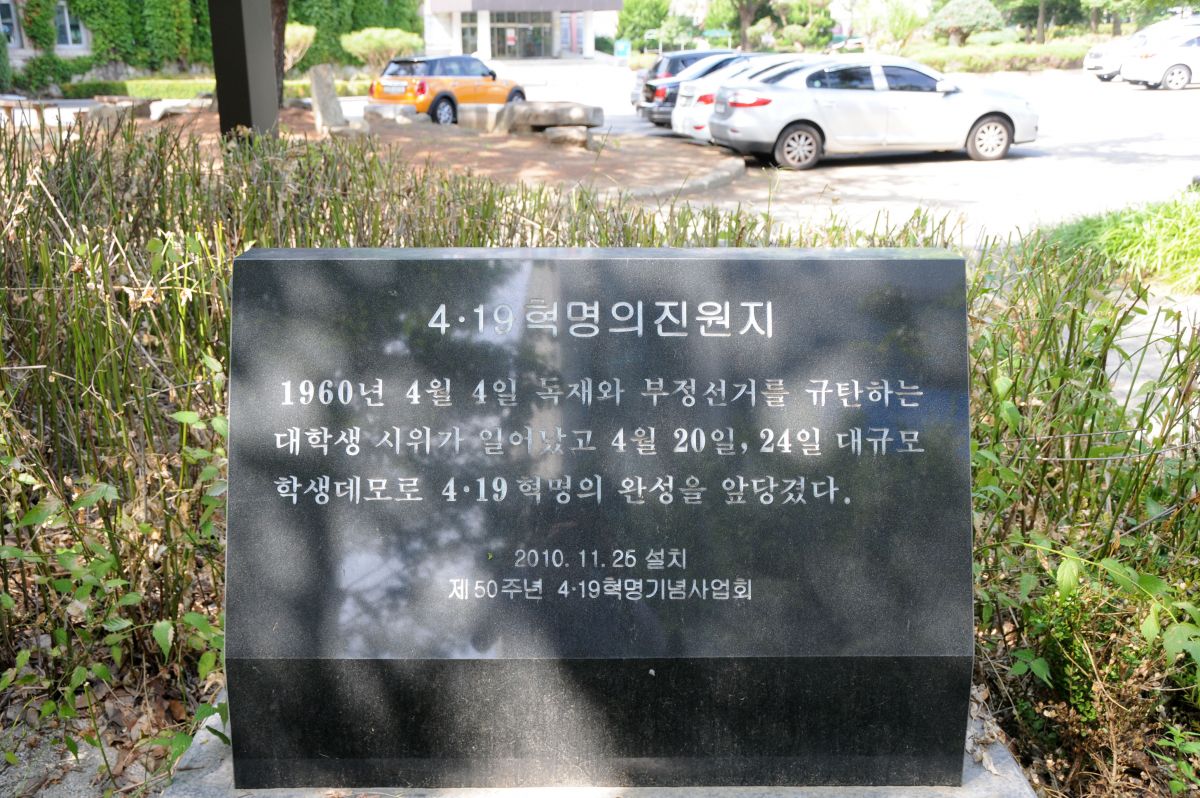 4·19혁명의진원지
1960년 4월 4일 독재와 부정선거를 규탄하는
대학생 시위가 일어났고 4월 20일, 24일 대규모
학생데모로 4·19혁명의 완성을 앞당겼다.
2010. 11. 25 설치
제50주년 4·19혁명기념사업회